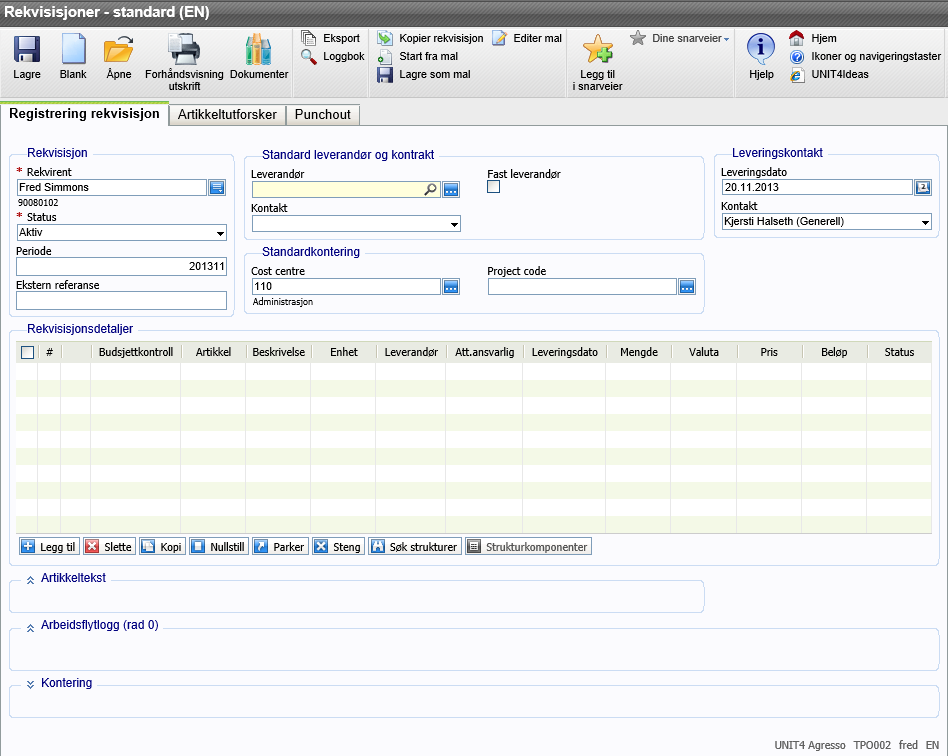 Rekvisisjoner - standard (EN)
Lagre
Blank
Åpne
Forhåndsvisning
utskrift
Dokumenter
Eksport
Loggbok
Kopier rekvisisjon
Start fra mal
Lagre som mal
Editer mal
Legg til
i snarveier
Dine snarveier
Hjelp
Hjem
Ikoner og navigeringstaster
UNIT4Ideas
Registrering rekvisisjon
Artikkelutforsker
Punchout
Rekvisisjon
* Rekvirent
Fred Simmons
90080102
* Status
Aktiv
Periode
201311
Ekstern referanse
Standard leverandør og kontrakt
Leverandør
Fast leverandør
Kontakt
Standardkontering
Cost centre
Project code
110
Administrasjon
Leveringskontakt
Leveringsdato
20.11.2013
Kontakt
Kjersti Halseth (Generell)
Rekvisisjonsdetaljer
# Budsjettkontroll Artikkel Beskrivelse Enhet Leverandør Att.ansvarlig Leveringsdato Mengde Valuta Pris Beløp Status
Legg til Slette Kopi Nullstill Parker Steng Søk strukturer Strukturkomponenter
Artikkeltekst
Arbeidsflytlogg (rad 0)
Kontering
UNIT4 Agresso TPO002 fred EN